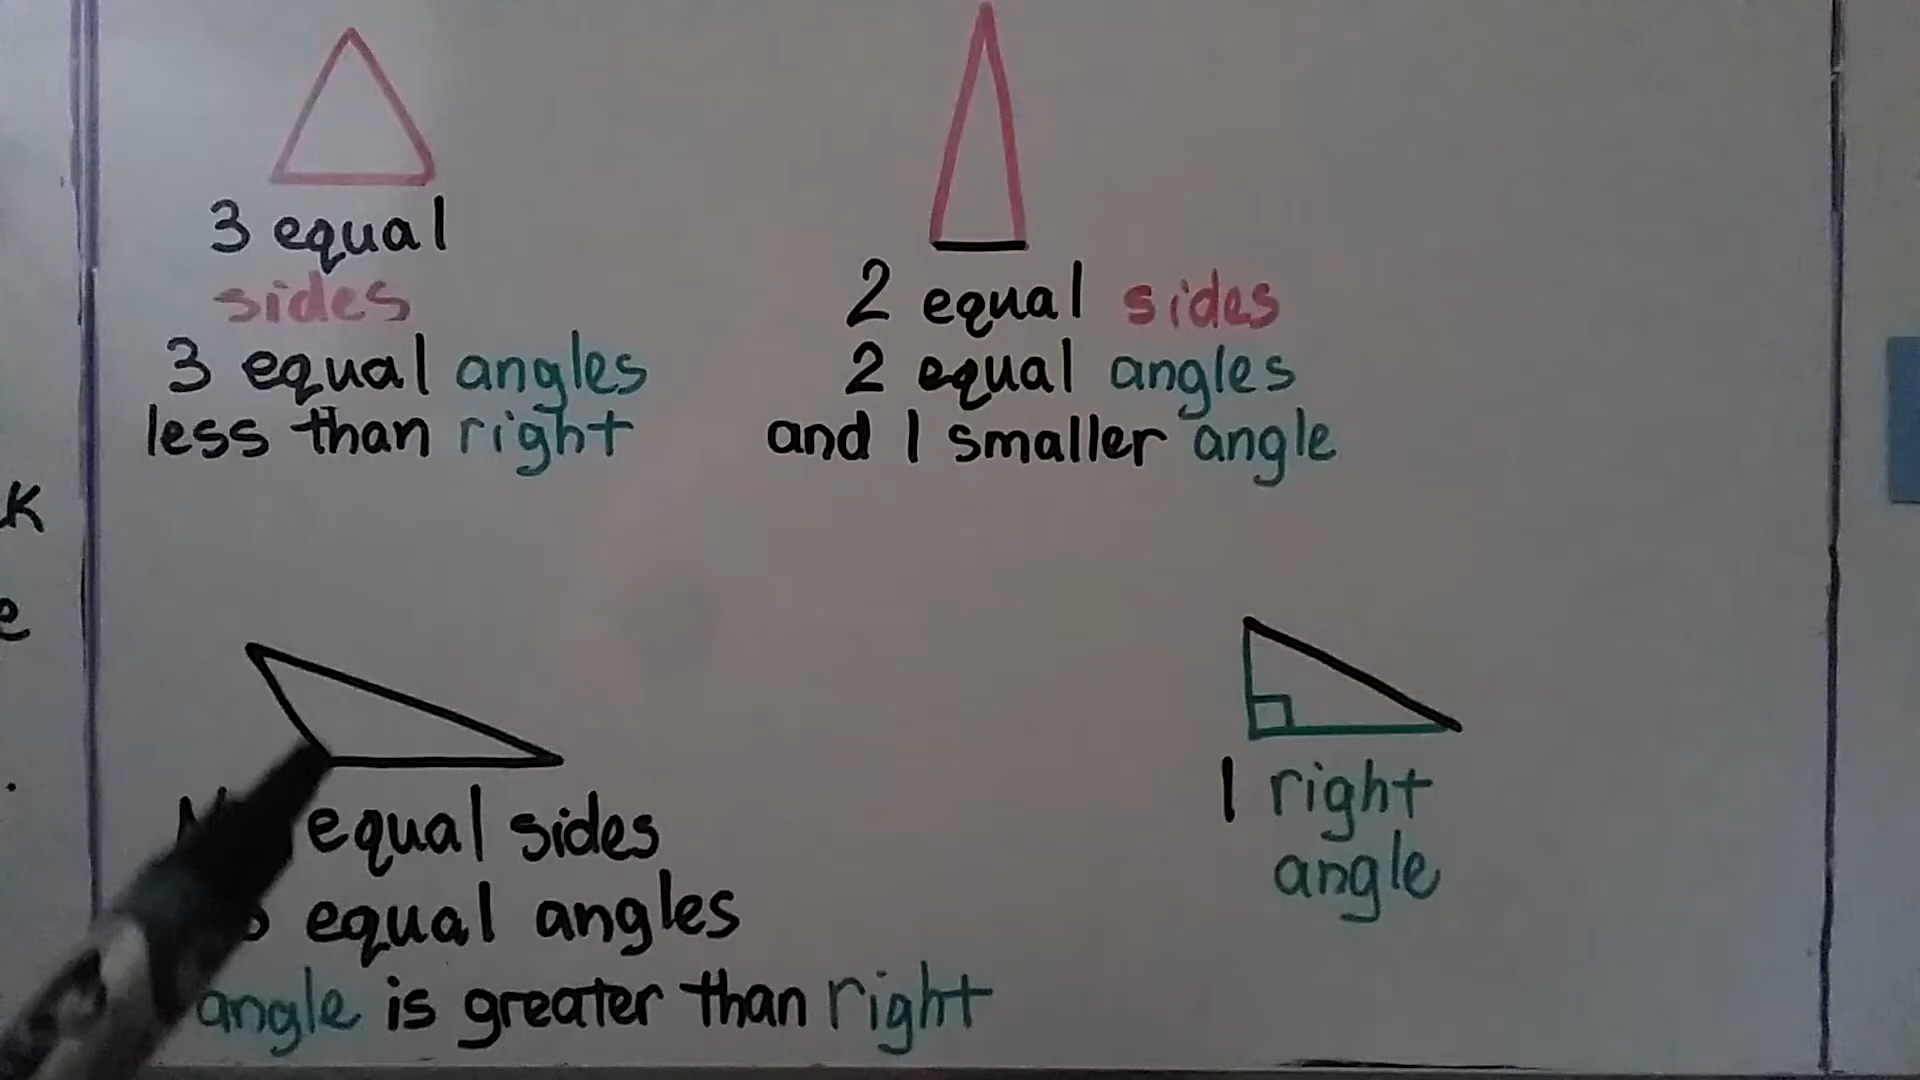 3 equal
sides
3 equal angles
less than right
2 equal sides
2 equal angles
and 1 smaller angle
equal sides
equal angles
angle is greater than right
1 right
angle